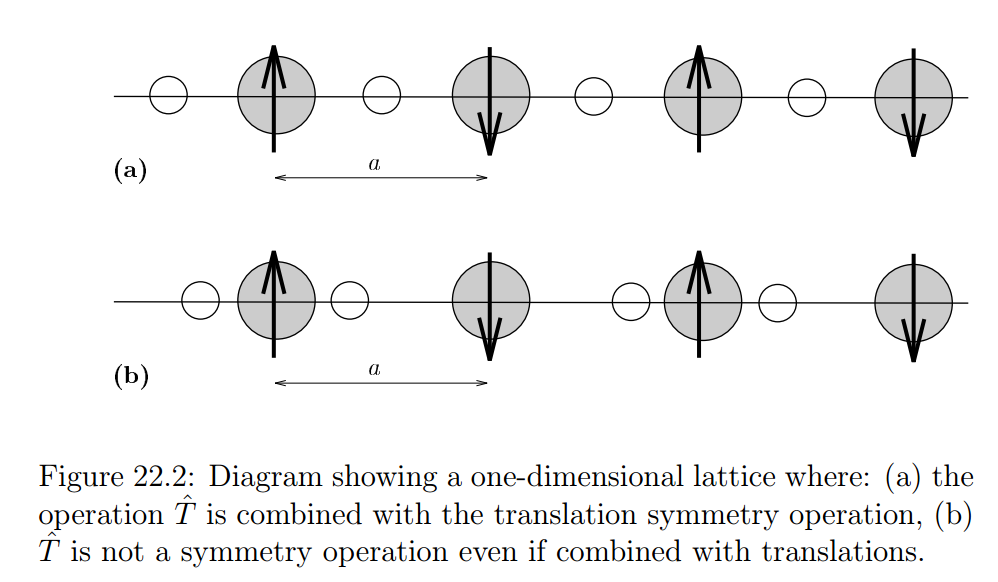 (a)
a
(b)
a
Figure 22.2: Diagram showing a one-dimensional lattice where: (a) the
operation T̂ is combined with the translation symmetry operation, (b)
T̂ is not a symmetry operation even if combined with translations.